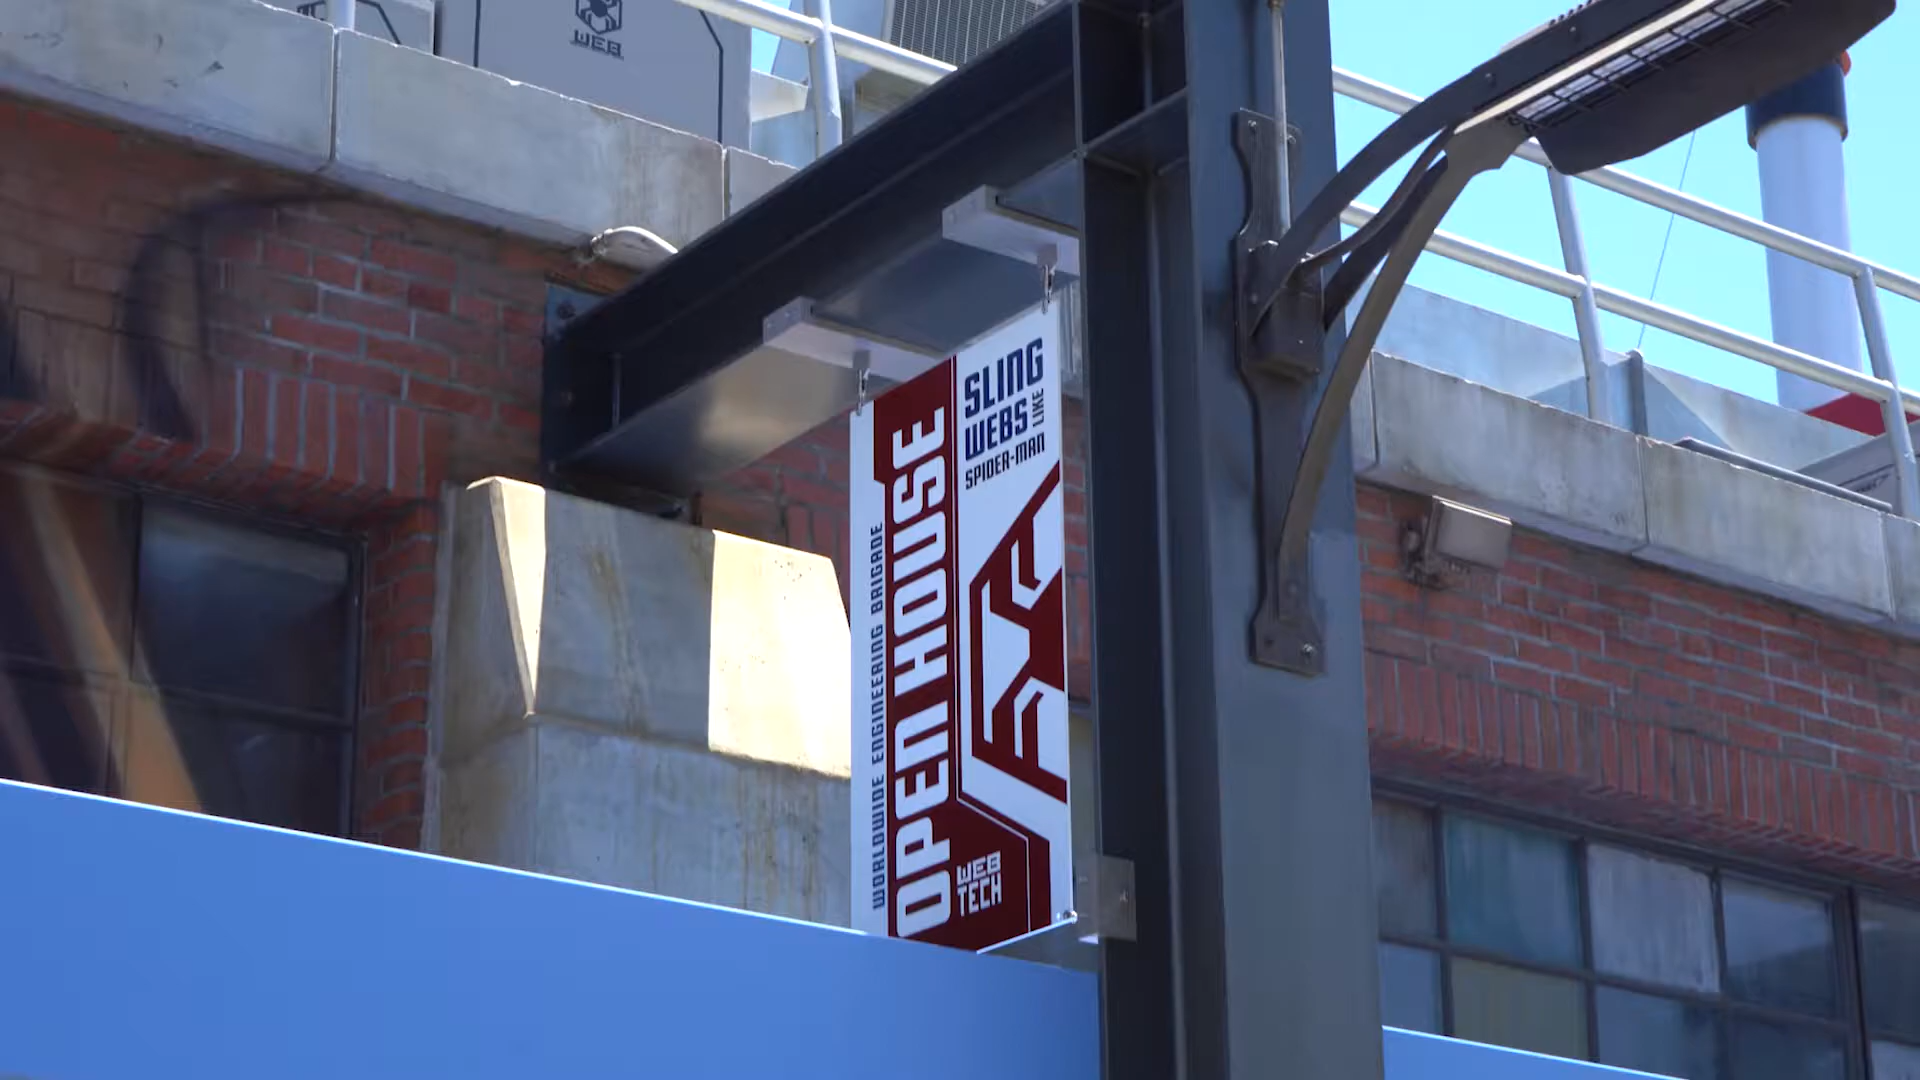 WEB
SLING
WEBS LIKE
SPIDER-MAN
WORLDWIDE ENGINEERING BRIGADE
OPEN HOUSE
WEB
TECH